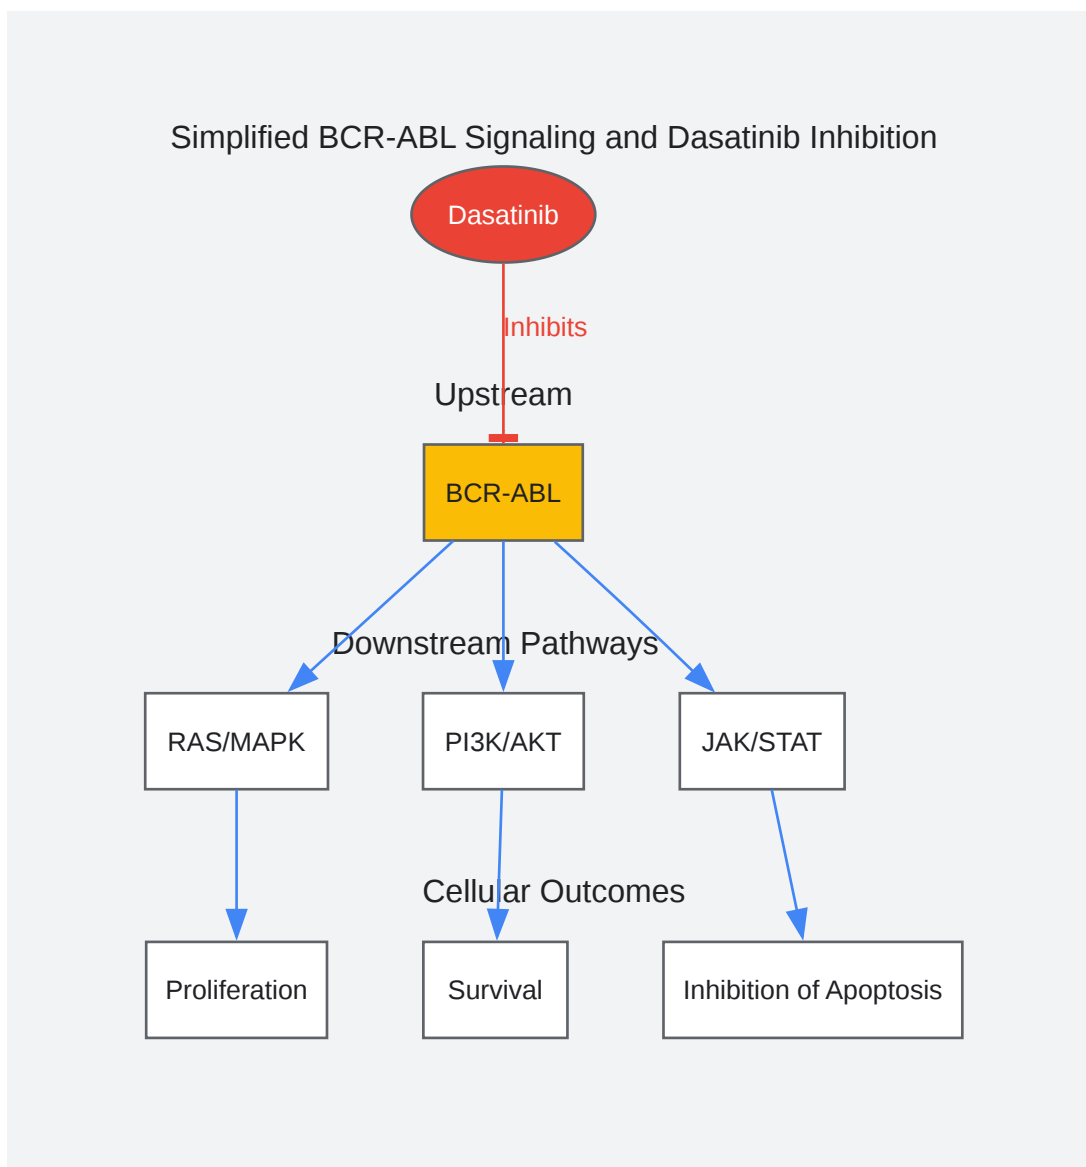 Simplified BCR-ABL Signaling and Dasatinib Inhibition
Dasatinib
Inhibits
Upstream
BCR-ABL
Downstream Pathways
RAS/MAPK
PI3K/AKT
JAK/STAT
Cellular Outcomes
Proliferation
Survival
Inhibition of Apoptosis